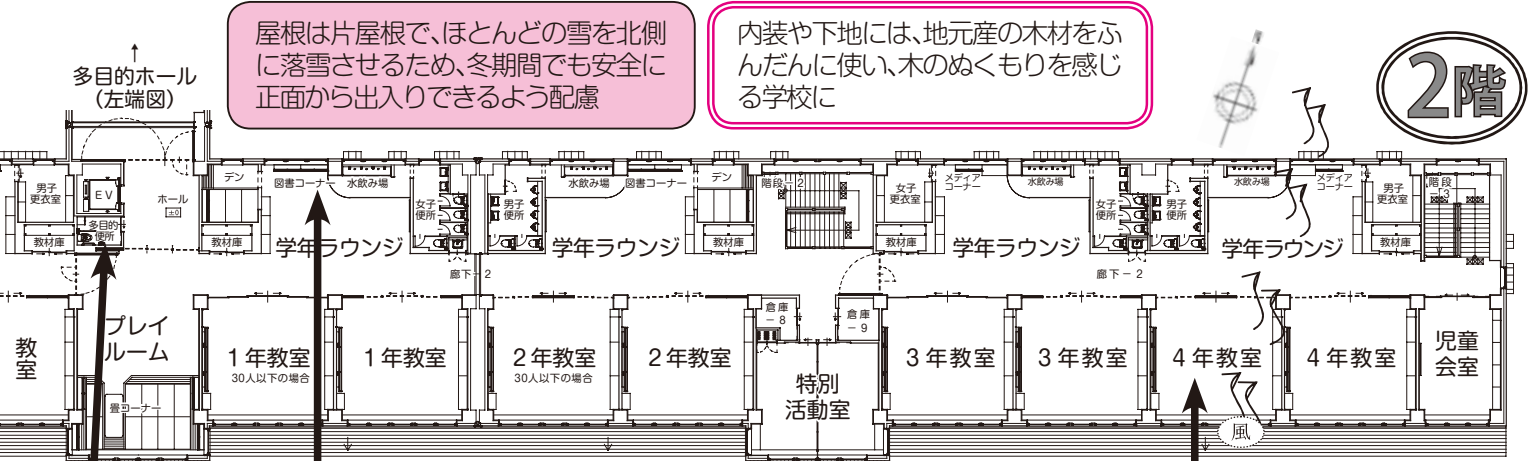 屋根は片屋根で、ほとんどの雪を北側
に落雪させるため、冬期間でも安全に
正面から出入りできるよう配慮
内装や下地には、地元産の木材をふ
んだんに使い、木のぬくもりを感じ
る学校に
2階
↑
多目的ホール
（左端図）
男子
更衣室
EV
多目的
便所
ホール
±0
教材庫
デン
図書コーナー
水飲み場
女子
便所
教材庫
学年ラウンジ
男子
便所
水飲み場
図書コーナー
デン
学年ラウンジ
教材庫
階段－2
女子
更衣室
メディア
コーナー
水飲み場
女子
便所
教材庫
学年ラウンジ
男子
便所
水飲み場
メディア
コーナー
男子
更衣室
階段
－3
学年ラウンジ
教材庫
廊下－2
廊下－2
教
室
プレイ
ルーム
畳コーナー
1年教室
30人以下の場合
1年教室
2年教室
30人以下の場合
2年教室
倉庫
－8
倉庫
－9
特別
活動室
3年教室
3年教室
4年教室
4年教室
児童
会室
風